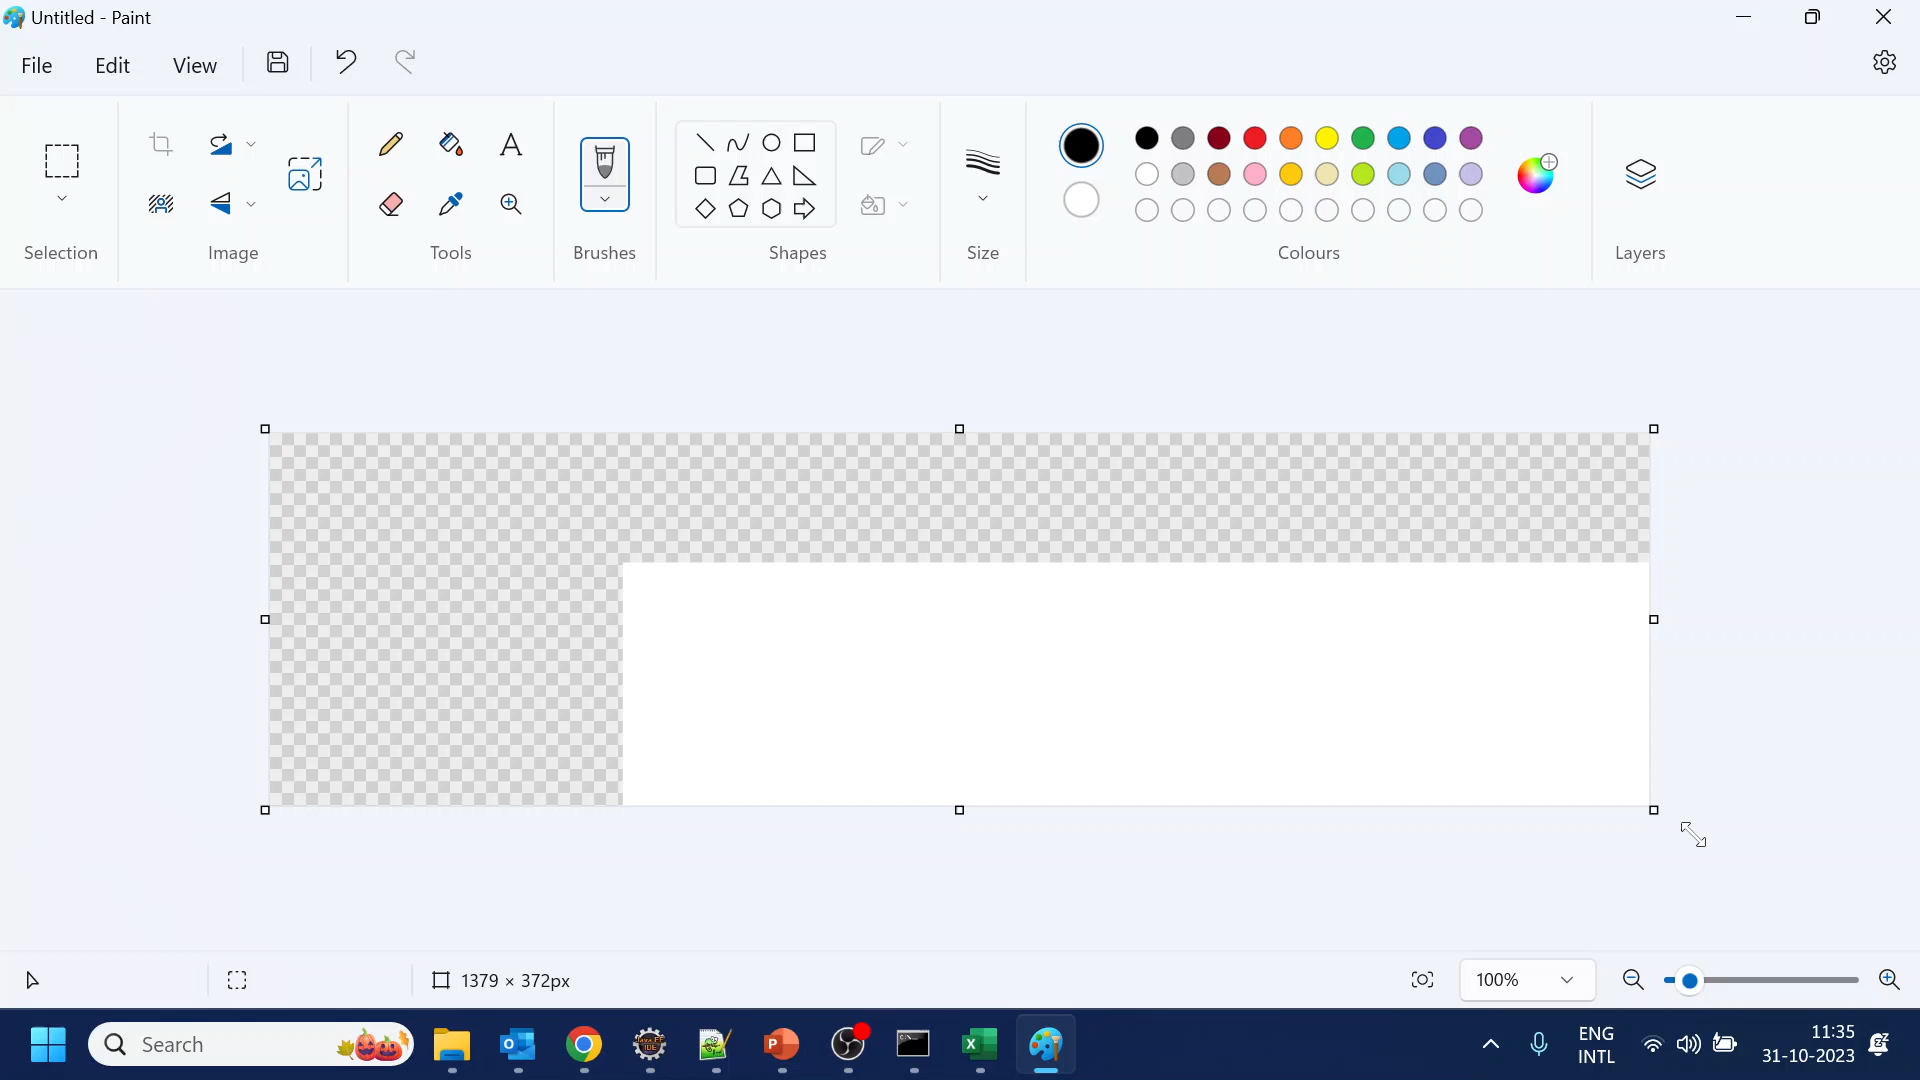 Untitled - Paint
File Edit View
Selection Image Tools Brushes Shapes Size Colours Layers
1379 × 372px 100%
Search ENG 11:35
INTL 31-10-2023